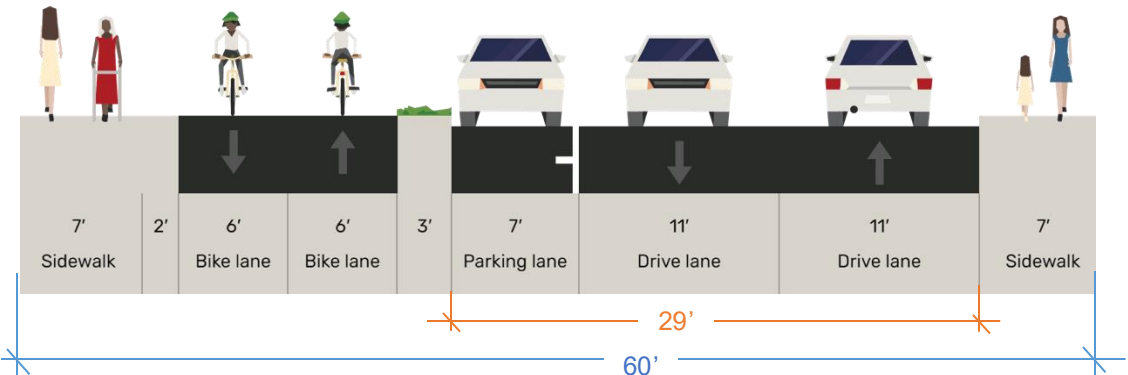 7’ 2’ 6’ 6’ 3’ 7’ 11’ 11’ 7’
Sidewalk Bike lane Bike lane Parking lane Drive lane Drive lane Sidewalk
29’
60’